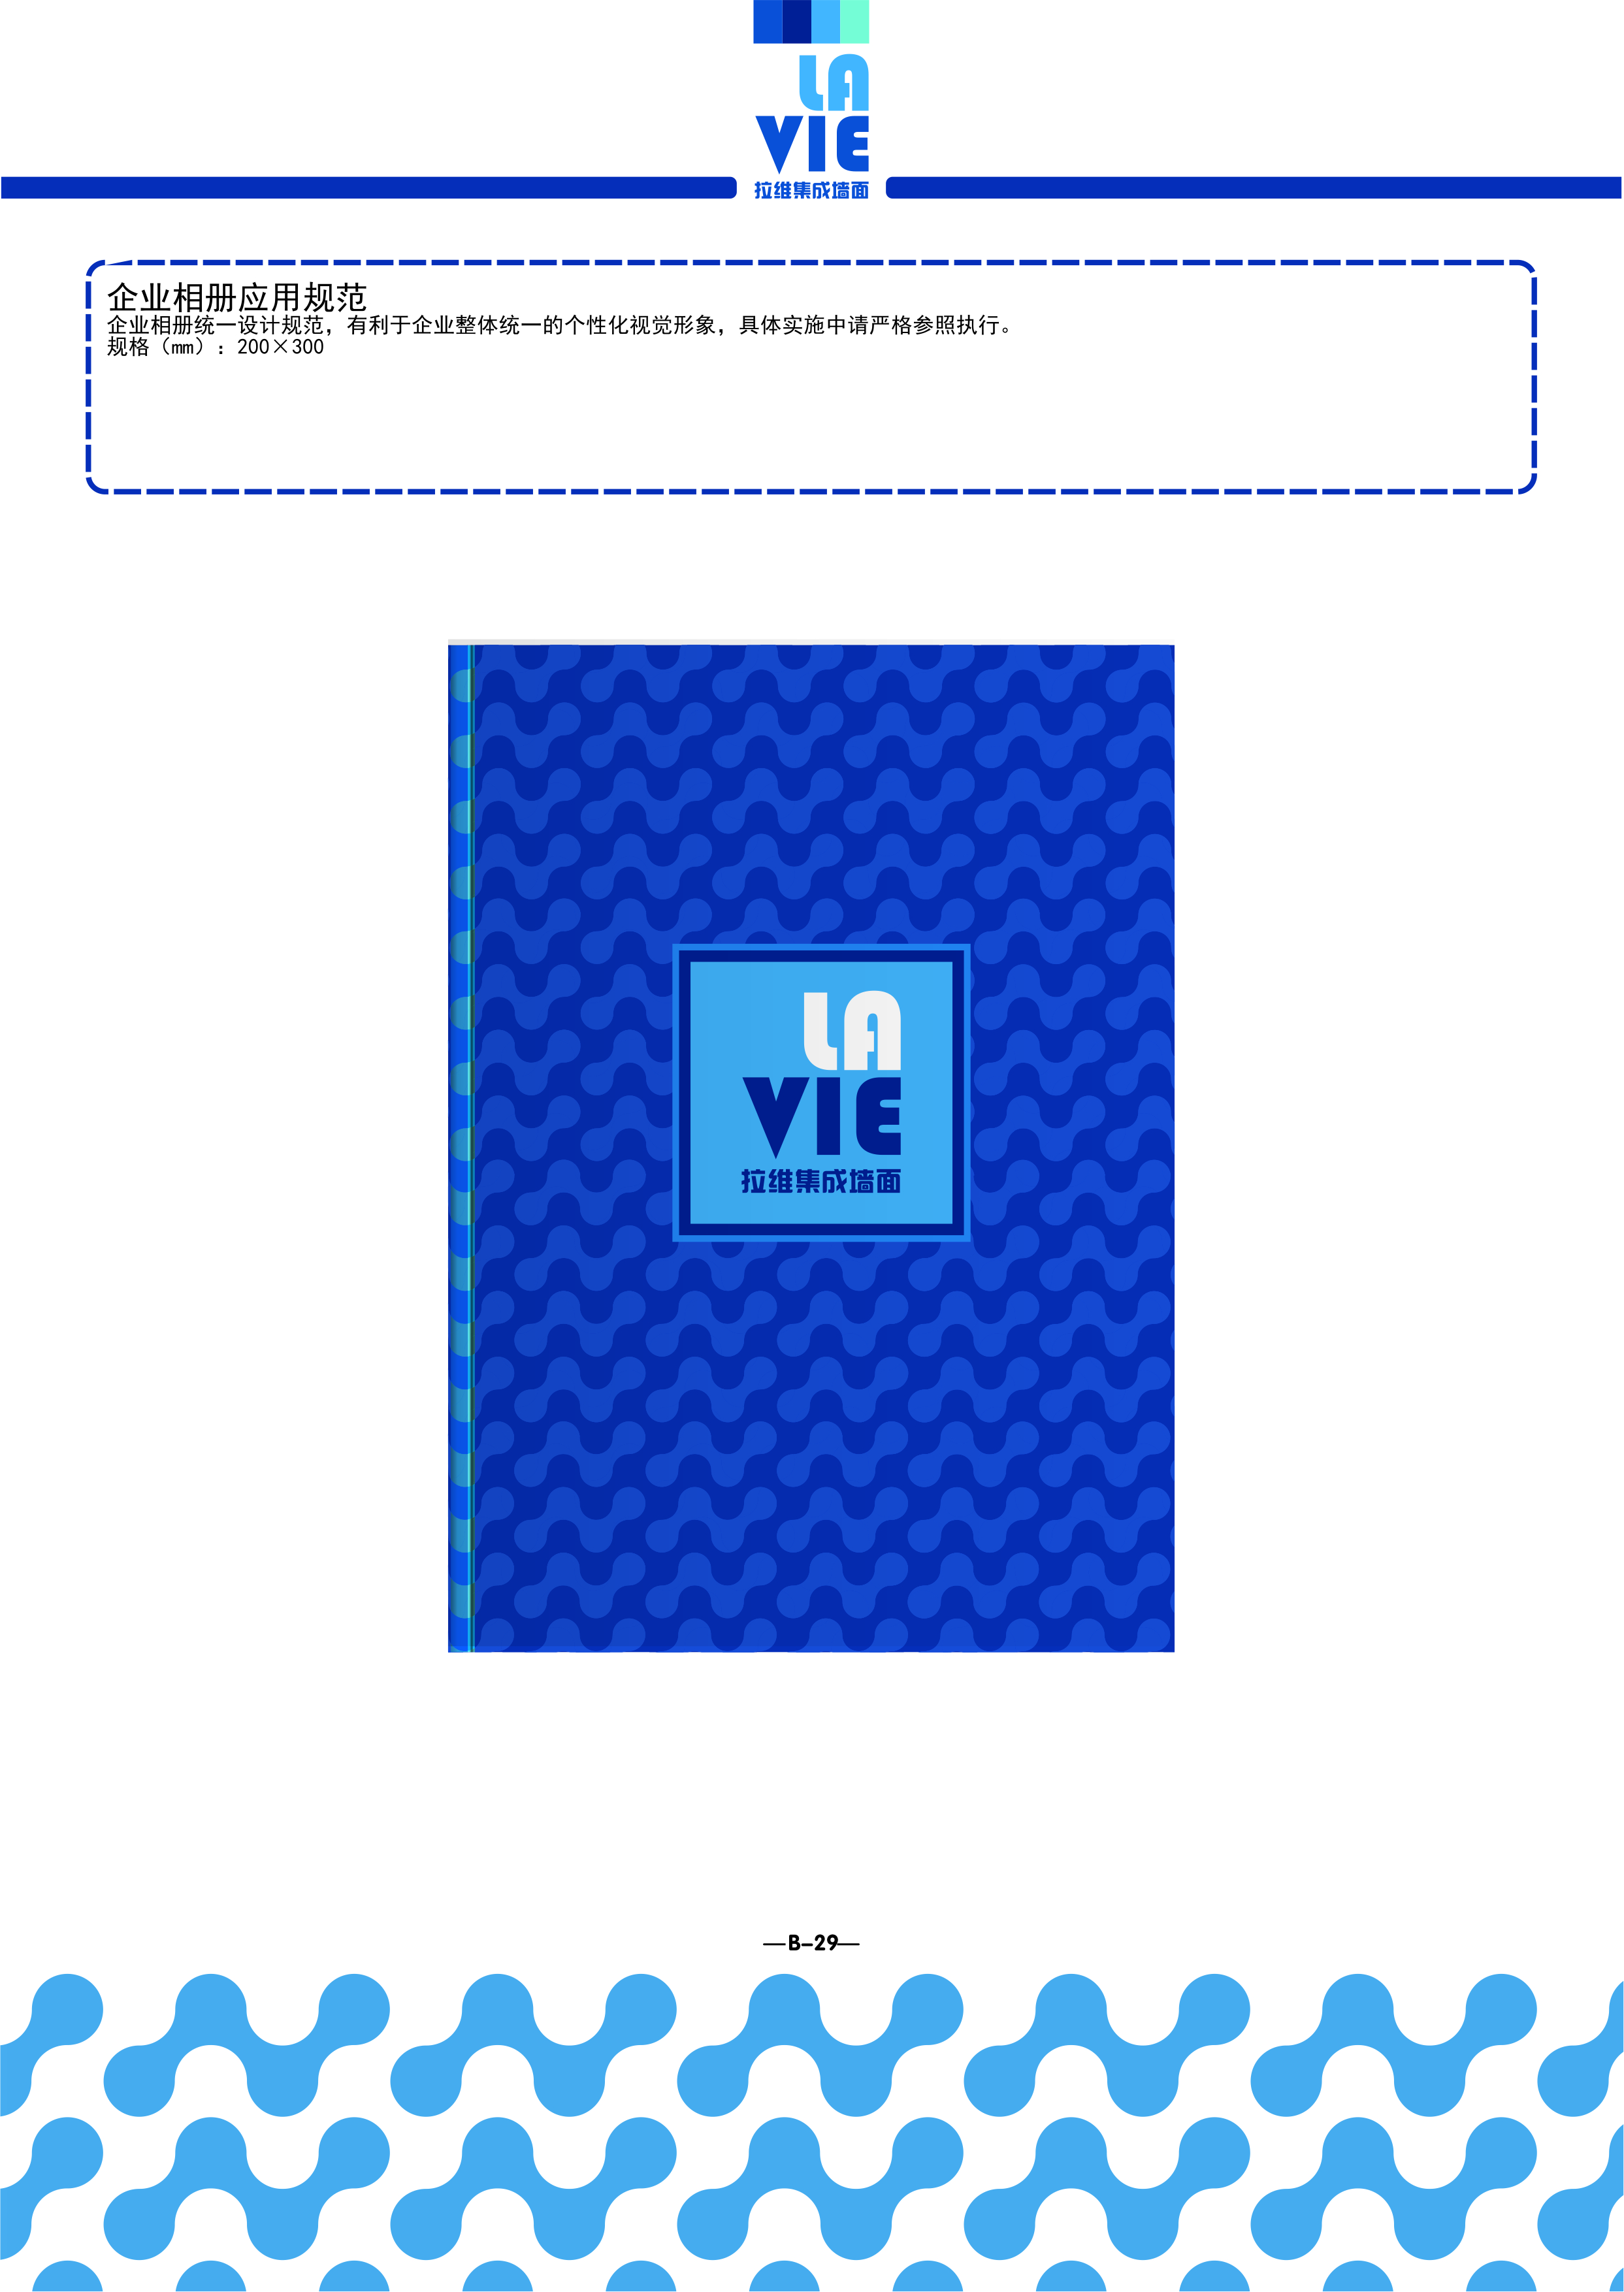 LA
VIE
拉维集成墙面
企业相册应用规范
企业相册统一设计规范，有利于企业整体统一的个性化视觉形象，具体实施中请严格参照执行。
规格（mm）：200×300
LA
VIE
拉维集成墙面
—B-29—